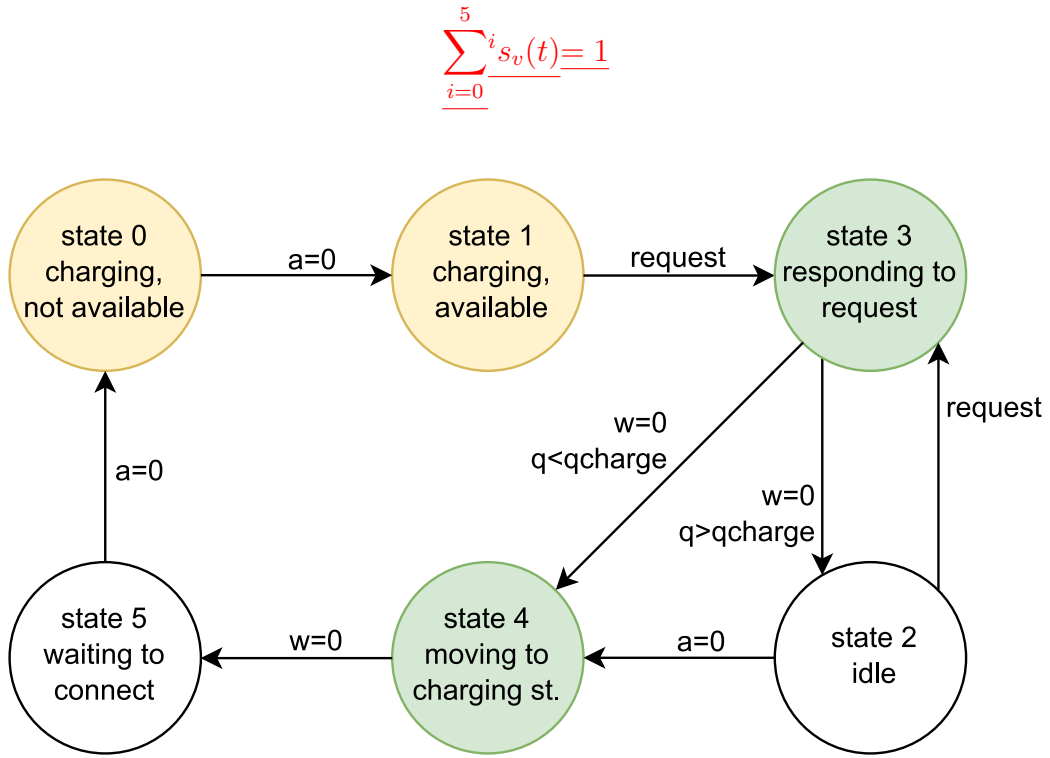 5
∑ ⁱsᵥ(t) = 1
i=0
state 0
charging,
not available
a=0
state 1
charging,
available
request
state 3
responding to
request
w=0
q<qcharge
w=0
q>qcharge
request
a=0
state 5
waiting to
connect
w=0
state 4
moving to
charging st.
a=0
state 2
idle